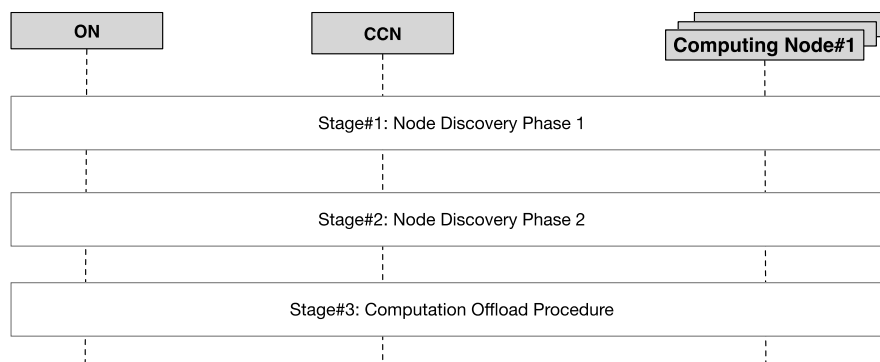 ON
CCN
Computing Node#1
Stage#1: Node Discovery Phase 1
Stage#2: Node Discovery Phase 2
Stage#3: Computation Offload Procedure